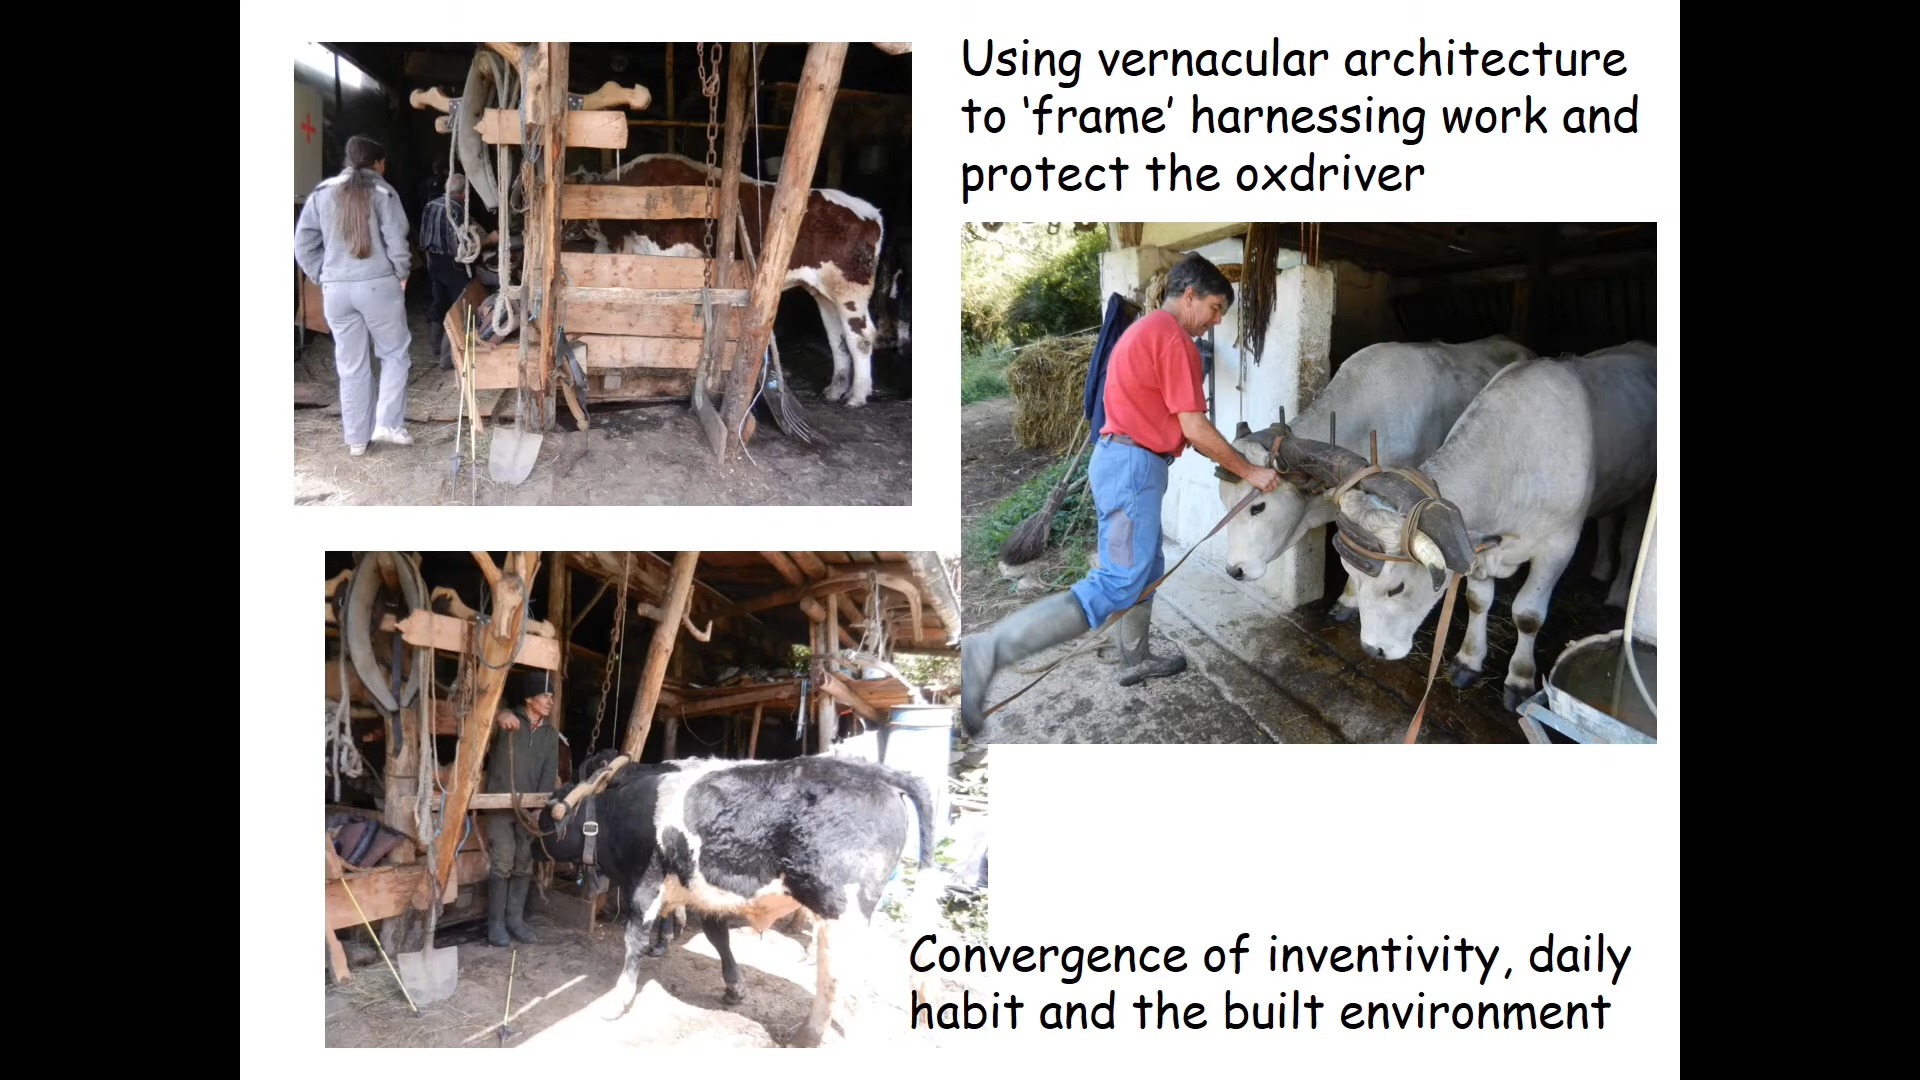 Using vernacular architecture
to ‘frame’ harnessing work and
protect the oxdriver
Convergence of inventivity, daily
habit and the built environment